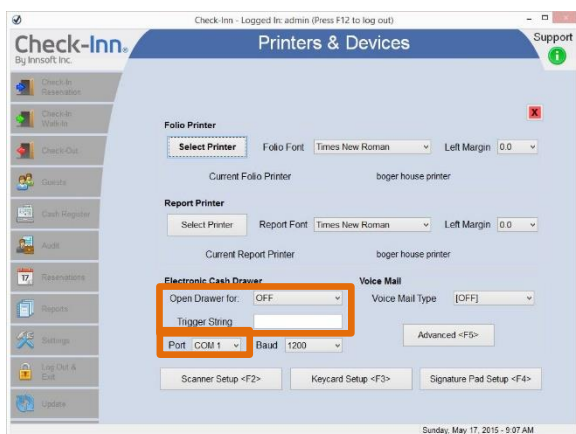 Check-Inn - Logged In: admin (Press F12 to log out)
Check-Inn®
By Innsoft Inc.
Printers & Devices
Support
Check-In Reservation
Check-In Walk-In
Check-Out
Guests
Cash Register
Audit
Reservations
Reports
Settings
Log Out & Exit
Update
X
Folio Printer
Select Printer Folio Font Times New Roman Left Margin 0.0
Current Folio Printer boger house printer
Report Printer
Select Printer Report Font Times New Roman Left Margin 0.0
Current Report Printer boger house printer
Electronic Cash Drawer Voice Mail
Open Drawer for: OFF Voice Mail Type [OFF]
Trigger String
Port COM 1 Baud 1200 Advanced <F5>
Scanner Setup <F2> Keycard Setup <F3> Signature Pad Setup <F4>
Sunday, May 17, 2015 - 9:07 AM